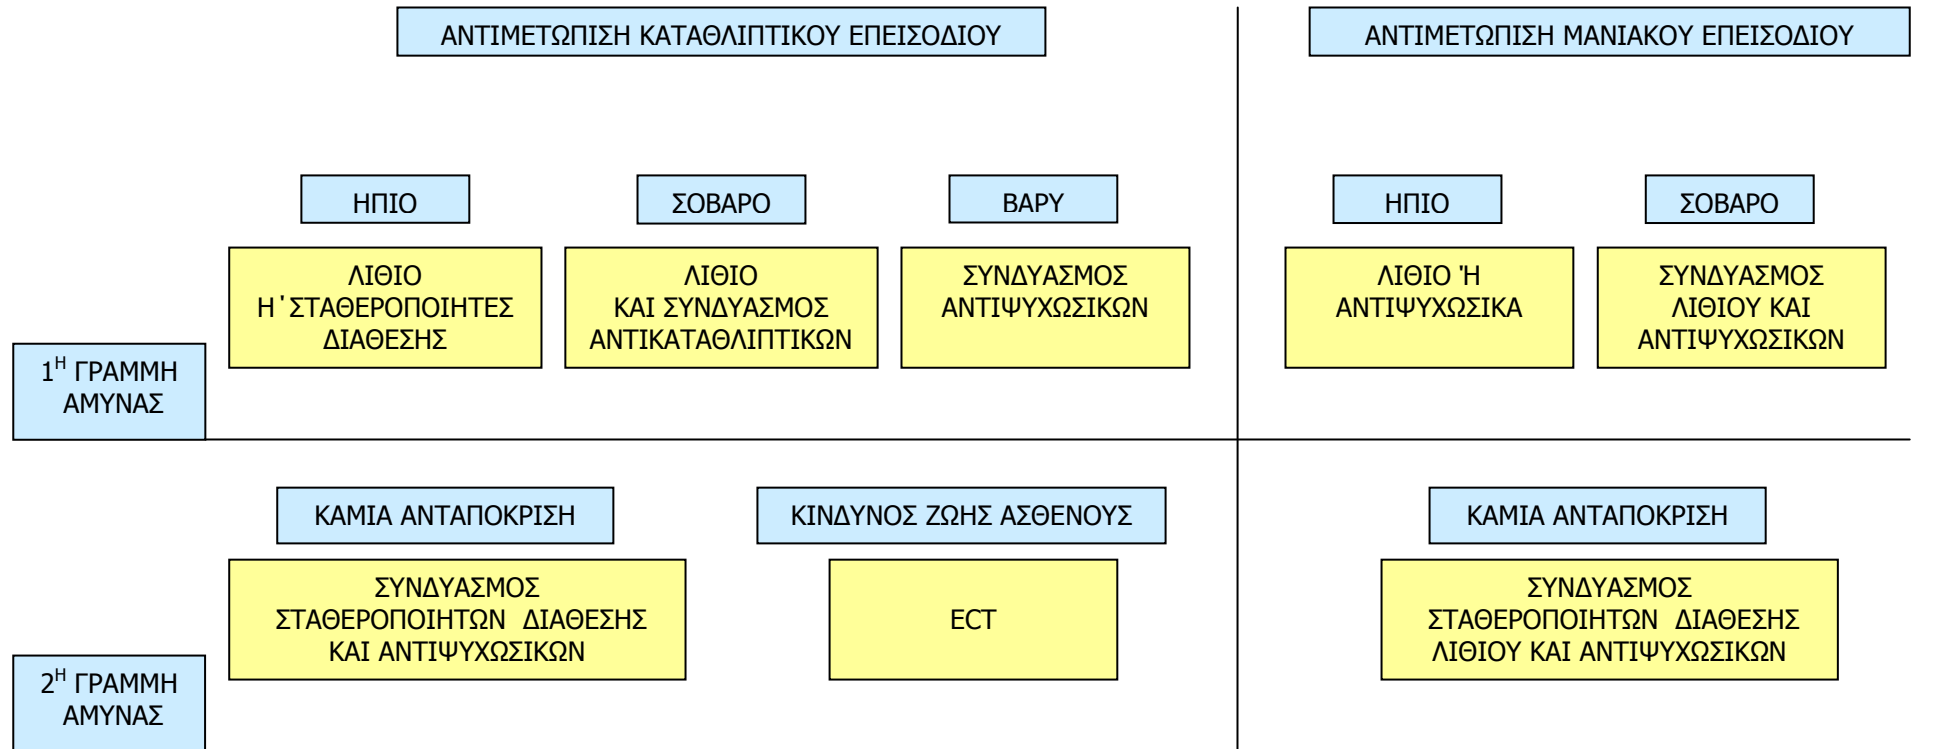 ΑΝΤΙΜΕΤΩΠΙΣΗ ΚΑΤΑΘΛΙΠΤΙΚΟΥ ΕΠΕΙΣΟΔΙΟΥ
ΑΝΤΙΜΕΤΩΠΙΣΗ ΜΑΝΙΑΚΟΥ ΕΠΕΙΣΟΔΙΟΥ
ΗΠΙΟ
ΣΟΒΑΡΟ
ΒΑΡΥ
ΗΠΙΟ
ΣΟΒΑΡΟ
ΛΙΘΙΟ
Η΄ΣΤΑΘΕΡΟΠΟΙΗΤΕΣ
ΔΙΑΘΕΣΗΣ
ΛΙΘΙΟ
ΚΑΙ ΣΥΝΔΥΑΣΜΟΣ
ΑΝΤΙΚΑΤΑΘΛΙΠΤΙΚΩΝ
ΣΥΝΔΥΑΣΜΟΣ
ΑΝΤΙΨΥΧΩΣΙΚΩΝ
ΛΙΘΙΟ Ή
ΑΝΤΙΨΥΧΩΣΙΚΑ
ΣΥΝΔΥΑΣΜΟΣ
ΛΙΘΙΟΥ ΚΑΙ
ΑΝΤΙΨΥΧΩΣΙΚΩΝ
1Η ΓΡΑΜΜΗ
ΑΜΥΝΑΣ
ΚΑΜΙΑ ΑΝΤΑΠΟΚΡΙΣΗ
ΚΙΝΔΥΝΟΣ ΖΩΗΣ ΑΣΘΕΝΟΥΣ
ΚΑΜΙΑ ΑΝΤΑΠΟΚΡΙΣΗ
ΣΥΝΔΥΑΣΜΟΣ
ΣΤΑΘΕΡΟΠΟΙΗΤΩΝ ΔΙΑΘΕΣΗΣ
ΚΑΙ ΑΝΤΙΨΥΧΩΣΙΚΩΝ
ECT
ΣΥΝΔΥΑΣΜΟΣ
ΣΤΑΘΕΡΟΠΟΙΗΤΩΝ ΔΙΑΘΕΣΗΣ
ΛΙΘΙΟΥ ΚΑΙ ΑΝΤΙΨΥΧΩΣΙΚΩΝ
2Η ΓΡΑΜΜΗ
ΑΜΥΝΑΣ